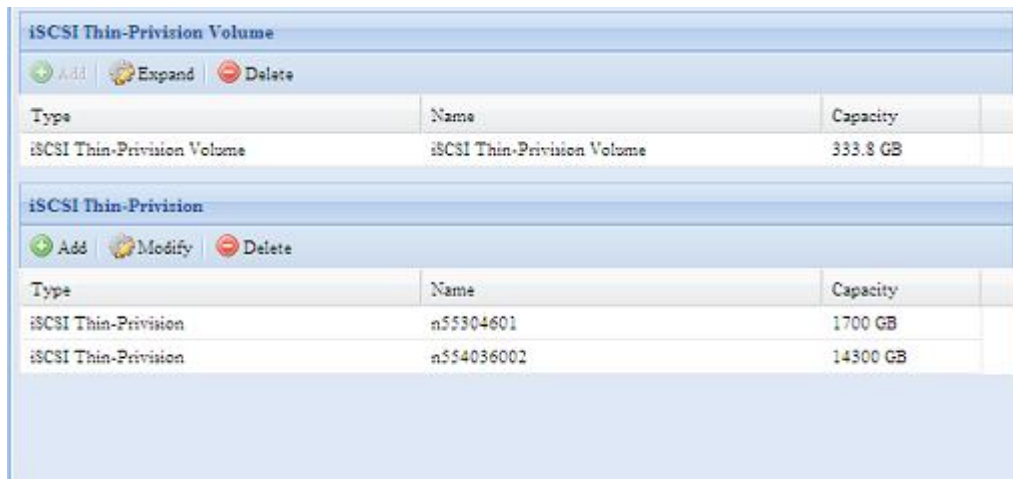 iSCSI Thin-Privision Volume
Add Expand Delete
Type Name Capacity
iSCSI Thin-Privision Volume iSCSI Thin-Privision Volume 333.8 GB
iSCSI Thin-Privision
Add Modify Delete
Type Name Capacity
iSCSI Thin-Privision n55304601 1700 GB
iSCSI Thin-Privision n554036002 14300 GB